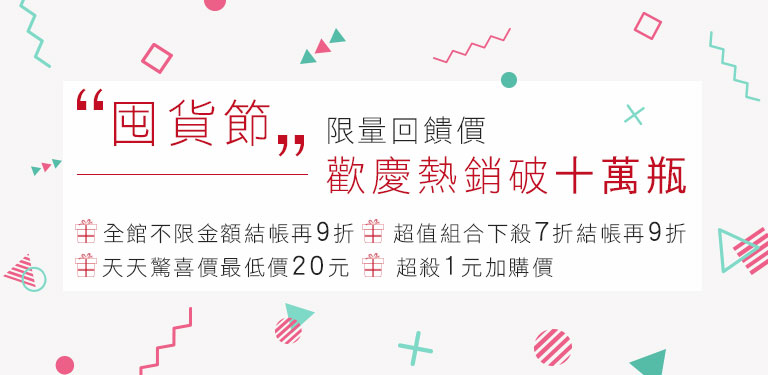 “囤貨節”
限量回饋價
歡慶熱銷破十萬瓶
全館不限金額結帳再9折 超值組合下殺7折結帳再9折
天天驚喜價最低價20元 超殺1元加購價